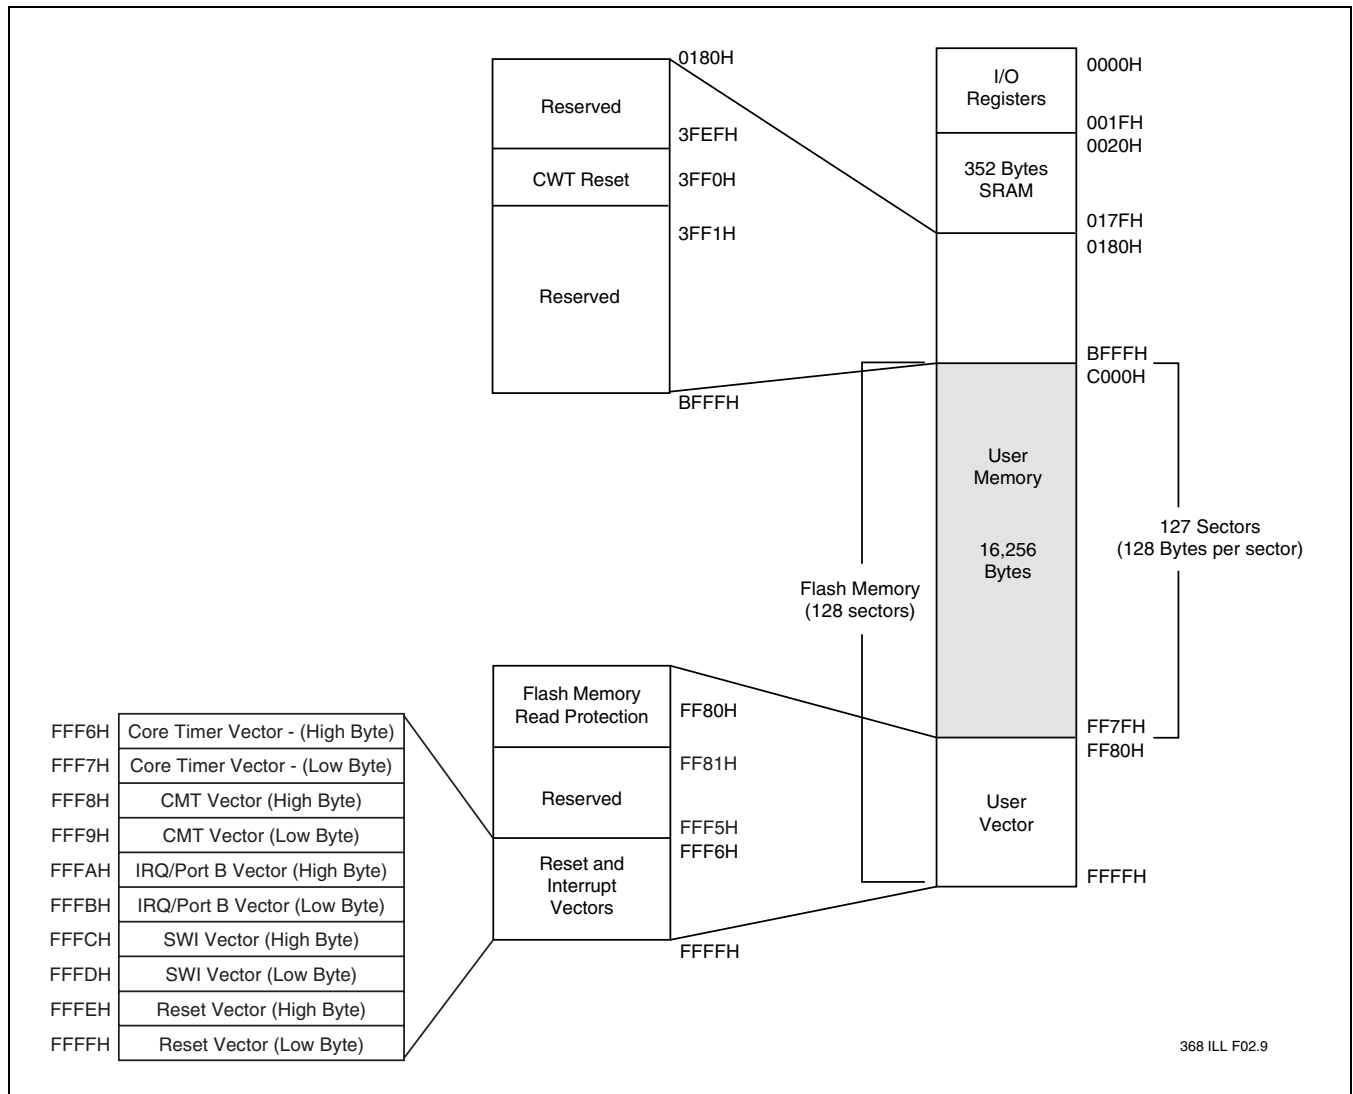 0180H
Reserved
3FEFH
CWT Reset
3FF0H
3FF1H
Reserved
BFFFH
I/O
Registers
0000H
001FH
0020H
352 Bytes
SRAM
017FH
0180H
BFFFH
C000H
User
Memory
16,256
Bytes
127 Sectors
(128 Bytes per sector)
Flash Memory
(128 sectors)
FF7FH
FF80H
User
Vector
FFFFH
Flash Memory
Read Protection
FF80H
FF81H
Reserved
FFF5H
FFF6H
Reset and
Interrupt
Vectors
FFFFH
FFF6H Core Timer Vector - (High Byte)
FFF7H Core Timer Vector - (Low Byte)
FFF8H CMT Vector (High Byte)
FFF9H CMT Vector (Low Byte)
FFFAH IRQ/Port B Vector (High Byte)
FFFBH IRQ/Port B Vector (Low Byte)
FFFCH SWI Vector (High Byte)
FFFDH SWI Vector (Low Byte)
FFFEH Reset Vector (High Byte)
FFFFH Reset Vector (Low Byte)
368 ILL F02.9